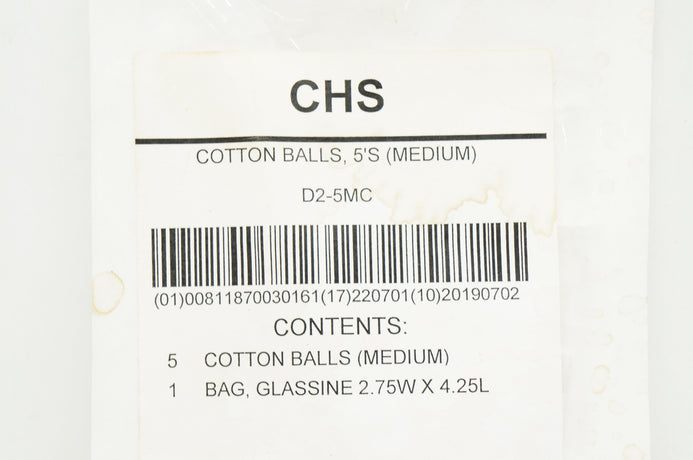 CHS
COTTON BALLS, 5'S (MEDIUM)
D2-5MC
(01)00811870030161(17)220701(10)20190702
CONTENTS:
5 COTTON BALLS (MEDIUM)
1 BAG, GLASSINE 2.75W X 4.25L